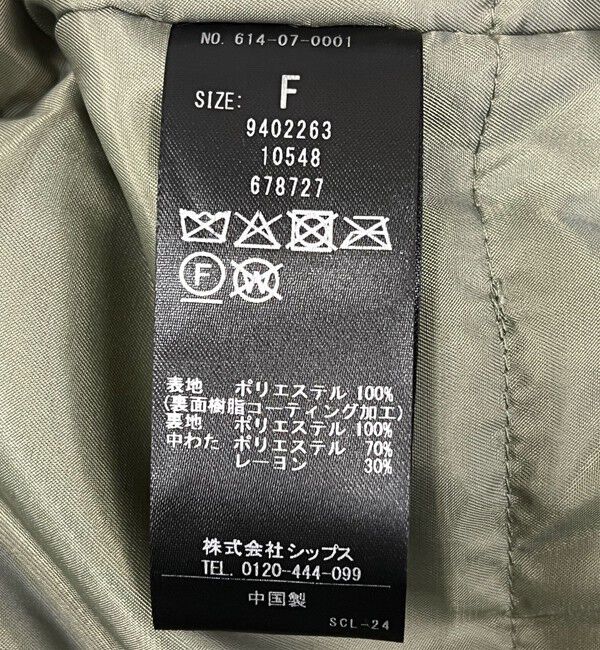 NO. 614-07-0001
SIZE: F
9402263
10548
678727
F W
表地 ポリエステル 100%
(裏面樹脂コーティング加工)
裏地 ポリエステル 100%
中わた ポリエステル 70%
レーヨン 30%
株式会社シップス
TEL. 0120-444-099
中国製
SCL-24